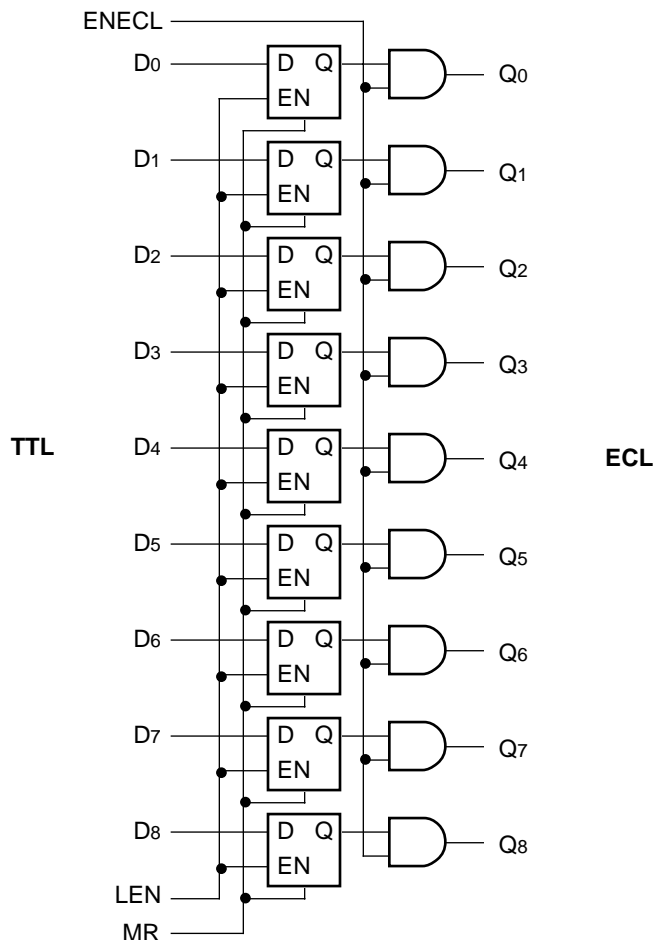 ENECL
D0 D Q Q0
EN
D1 D Q Q1
EN
D2 D Q Q2
EN
D3 D Q Q3
EN
TTL D4 D Q Q4 ECL
EN
D5 D Q Q5
EN
D6 D Q Q6
EN
D7 D Q Q7
EN
D8 D Q Q8
EN
LEN
MR